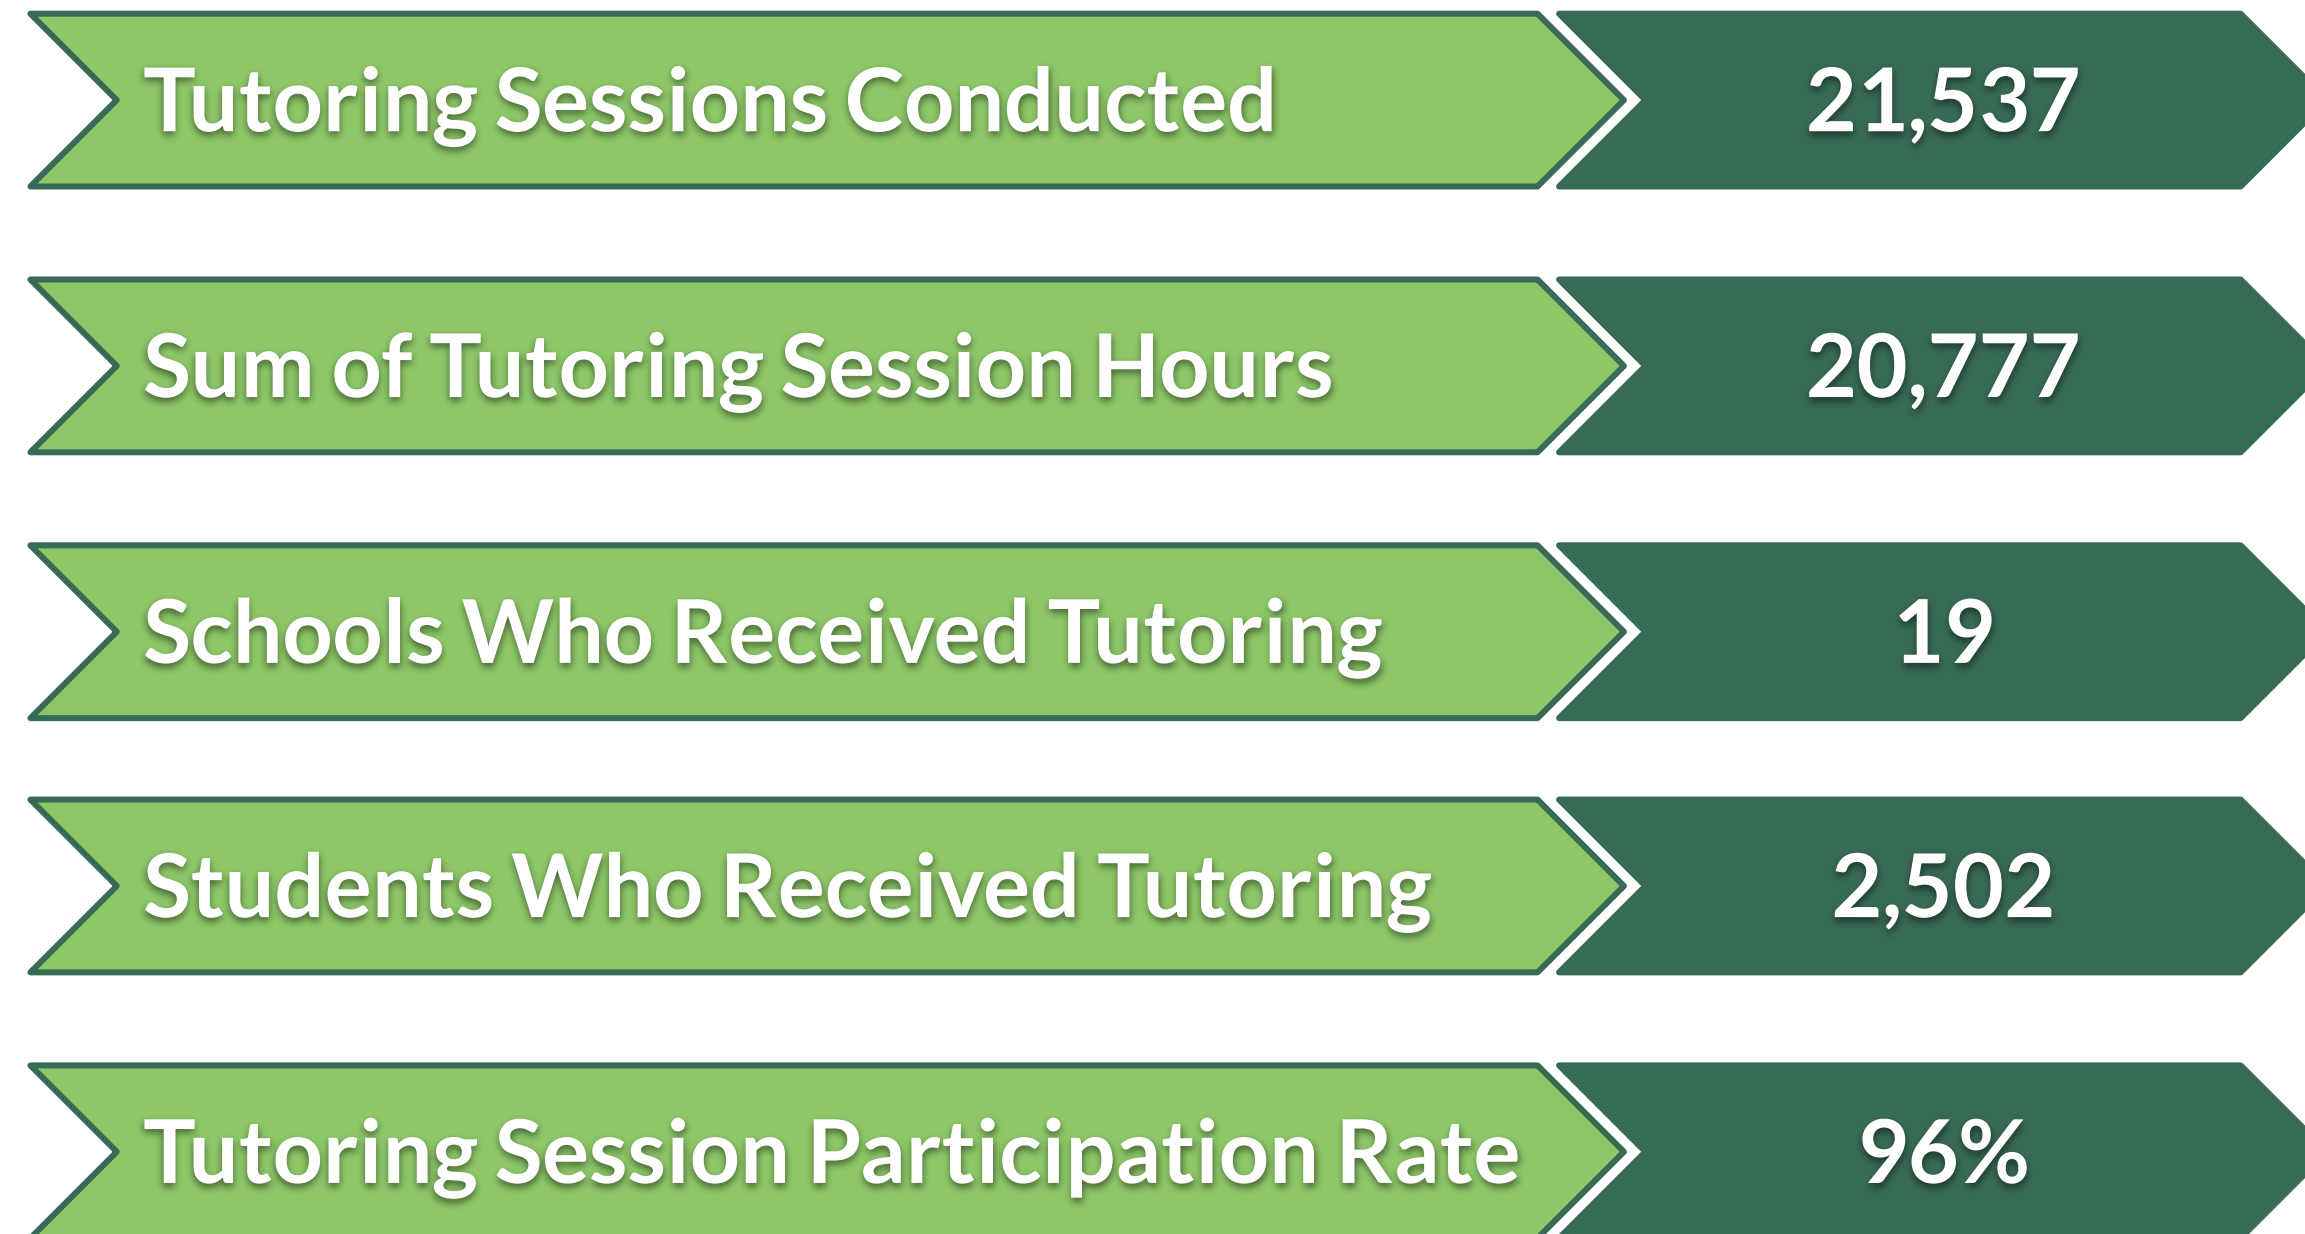 Tutoring Sessions Conducted 21,537
Sum of Tutoring Session Hours 20,777
Schools Who Received Tutoring 19
Students Who Received Tutoring 2,502
Tutoring Session Participation Rate 96%